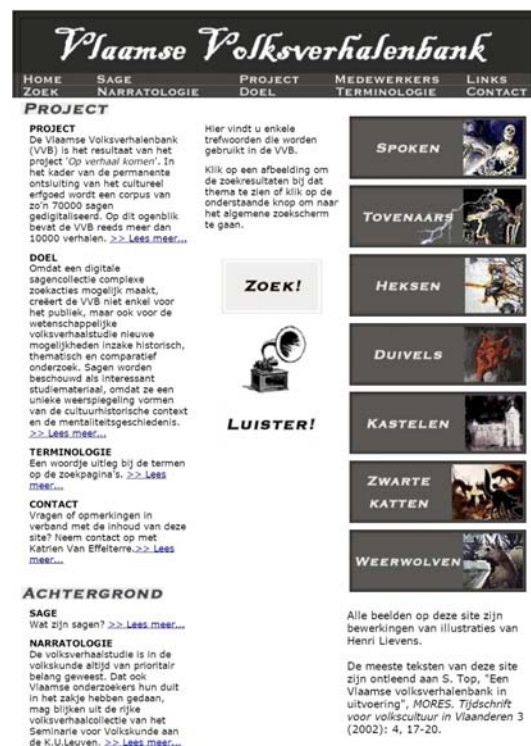 Vlaamse Volksverhalenbank
HOME SAGE PROJECT MEDEWERKERS LINKS
ZOEK NARRATOLOGIE DOEL TERMINOLOGIE CONTACT
PROJECT
PROJECT
De Vlaamse Volksverhalenbank
(VVB) is het resultaat van het
project 'Op verhaal komen'. In
het kader van de permanente
ontsluiting van het cultureel
erfgoed wordt een corpus van
zo'n 70000 sagen
gedigitaliseerd. Op dit ogenblik
bevat de VVB reeds meer dan
10000 verhalen. >> Lees meer...
DOEL
Omdat een digitale
sagencollectie complexe
zoekacties mogelijk maakt,
creëert de VVB niet enkel voor
het publiek, maar ook voor de
wetenschappelijke
volksverhaalstudie nieuwe
mogelijkheden inzake historisch,
thematisch en comparatief
onderzoek. Sagen worden
beschouwd als interessant
studiemateriaal, omdat ze een
unieke weerspiegeling vormen
van de cultuurhistorische context
en de mentaliteitsgeschiedenis.
>> Lees meer...
TERMINOLOGIE
Een woordje uitleg bij de termen
op de zoekpagina's. >> Lees
meer...
CONTACT
Vragen of opmerkingen in
verband met de inhoud van deze
site? Neem contact op met
Katrien Van Effelterre.>> Lees
meer...
ACHTERGROND
SAGE
Wat zijn sagen? >> Lees meer...
NARRATOLOGIE
De volksverhaalstudie is in de
volkskunde altijd van prioritair
belang geweest. Dat ook
Vlaamse onderzoekers hun duit
in het zakje hebben gedaan,
mag blijken uit de rijke
volksverhaalcollectie van het
Seminarie voor Volkskunde aan
de K.U.Leuven. >> Lees meer...
Hier vindt u enkele
trefwoorden die worden
gebruikt in de VVB.
Klik op een afbeelding om
de zoekresultaten bij dat
thema te zien of klik op de
onderstaande knop om naar
het algemene zoekscherm
te gaan.
ZOEK!
LUISTER!
SPOKEN
TOVENAARS
HEKSEN
DUIVELS
KASTELEN
ZWARTE
KATTEN
WEERWOLVEN
Alle beelden op deze site zijn
bewerkingen van illustraties van
Henri Lievens.
De meeste teksten van deze site
zijn ontleend aan S. Top, "Een
Vlaamse volksverhalenbank in
uitvoering", MORES. Tijdschrift
voor volkscultuur in Vlaanderen 3
(2002): 4, 17-20.